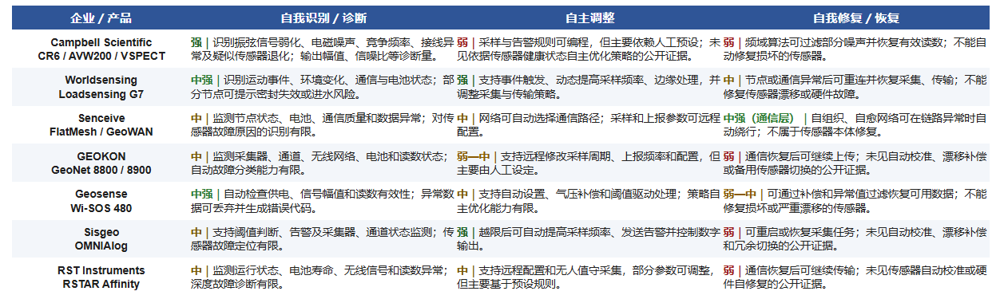 企业 / 产品 自我识别 / 诊断 自主调整 自我修复 / 恢复
Campbell Scientific
CR6 / AVW200 / VSPECT
强 | 识别振弦信号弱化、电磁噪声、竞争频率、接线异
常及疑似传感器退化；输出幅值、信噪比等诊断量。
弱 | 采样与告警规则可编程，但主要依赖人工预设；未
见依据传感器健康状态自主优化策略的公开证据。
弱 | 频域算法可过滤部分噪声并恢复有效读数；不能自
动修复损坏的传感器。
Worldsensing
Loadsensing G7
中强 | 识别运动事件、环境变化、通信与电池状态；部
分节点可提示密封失效或进水风险。
强 | 支持事件触发、动态提高采样频率、边缘处理，并
调整采集与传输策略。
中 | 节点或通信异常后可重连并恢复采集、传输；不能
修复传感器漂移或硬件故障。
Senceive
FlatMesh / GeoWAN
中 | 监测节点状态、电池、通信质量和数据异常；对传
感器故障原因的识别有限。
中 | 网络可自动选择通信路径；采样和上报参数可远程
配置。
中强（通信层） | 自组织、自愈网络可在链路异常时自
动绕行；不属于传感器本体修复。
GEOKON
GeoNet 8800 / 8900
中 | 监测采集器、通道、无线网络、电池和读数状态；
自动故障分类能力有限。
弱—中 | 支持远程修改采样周期、上报频率和配置，但
主要由人工设定。
弱 | 通信恢复后可继续上传；未见自动校准、漂移补偿
或备用传感器切换的公开证据。
Geosense
Wi-SOS 480
中强 | 自动检查供电、信号幅值和读数有效性；异常数
据可丢弃并生成错误代码。
中 | 支持自动设置、气压补偿和阈值驱动处理；策略自
主优化能力有限。
弱—中 | 可通过补偿和异常值过滤恢复可用数据；不能
修复损坏或严重漂移的传感器。
Sisgeo
OMNIAlog
中 | 支持阈值判断、告警及采集器、通道状态监测；传
感器故障定位有限。
强 | 越限后可自动提高采样频率、发送告警并控制数字
输出。
弱 | 可重启或恢复采集任务；未见自动校准、漂移补偿
和冗余切换的公开证据。
RST Instruments
RSTAR Affinity
中 | 监测运行状态、电池寿命、无线信号和数据异常；
深度故障诊断有限。
中 | 支持远程配置和无人值守采集，部分参数可调整，
但主要基于预设规则。
弱 | 通信恢复后可继续传输；未见传感器自动校准或硬
件自修复的公开证据。